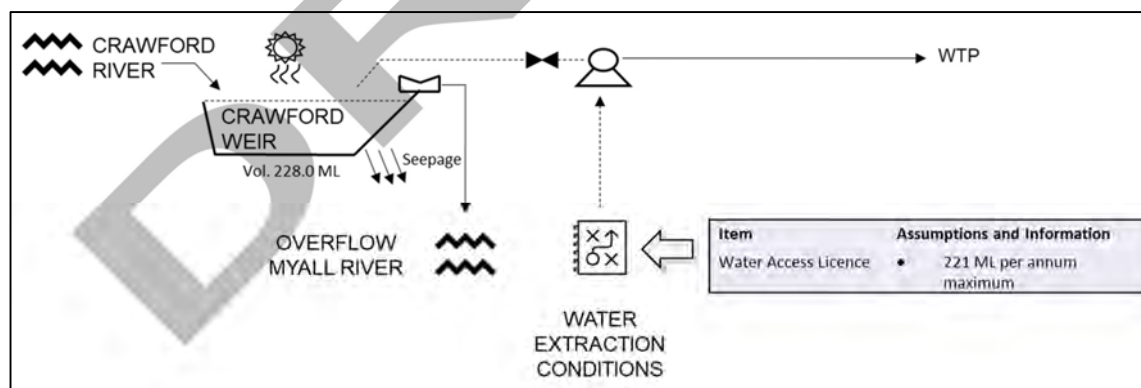 CRAWFORD
RIVER
WTP
CRAWFORD
WEIR
Seepage
Vol. 228.0 ML
OVERFLOW
MYALL RIVER
Item Assumptions and Information
Water Access Licence • 221 ML per annum
maximum
WATER
EXTRACTION
CONDITIONS